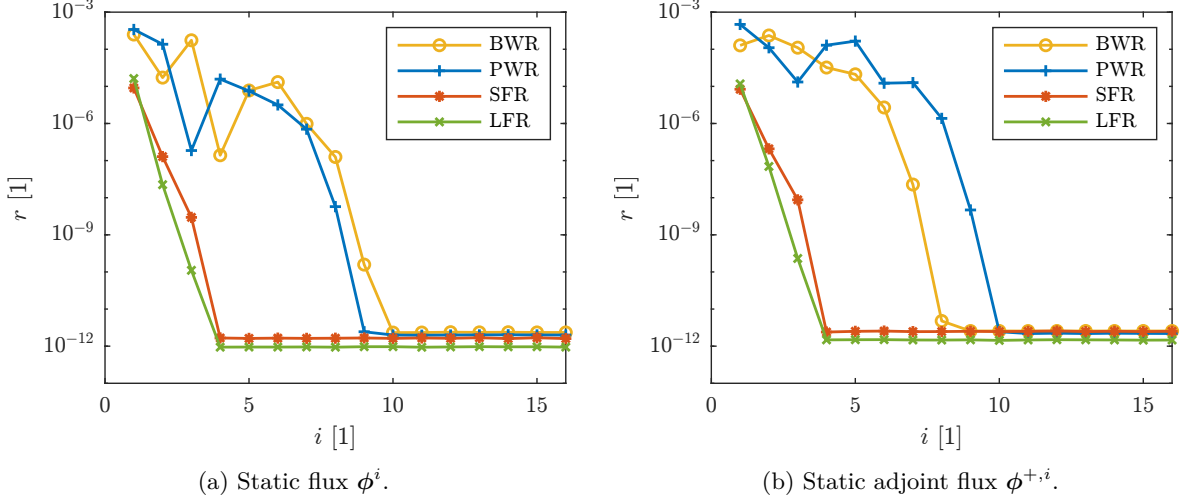 10⁻³
10⁻⁶
10⁻⁹
10⁻¹²
r [1]
BWR
PWR
SFR
LFR
0 5 10 15
i [1]
(a) Static flux ϕⁱ.
10⁻³
10⁻⁶
10⁻⁹
10⁻¹²
r [1]
BWR
PWR
SFR
LFR
0 5 10 15
i [1]
(b) Static adjoint flux ϕ⁺,ⁱ.